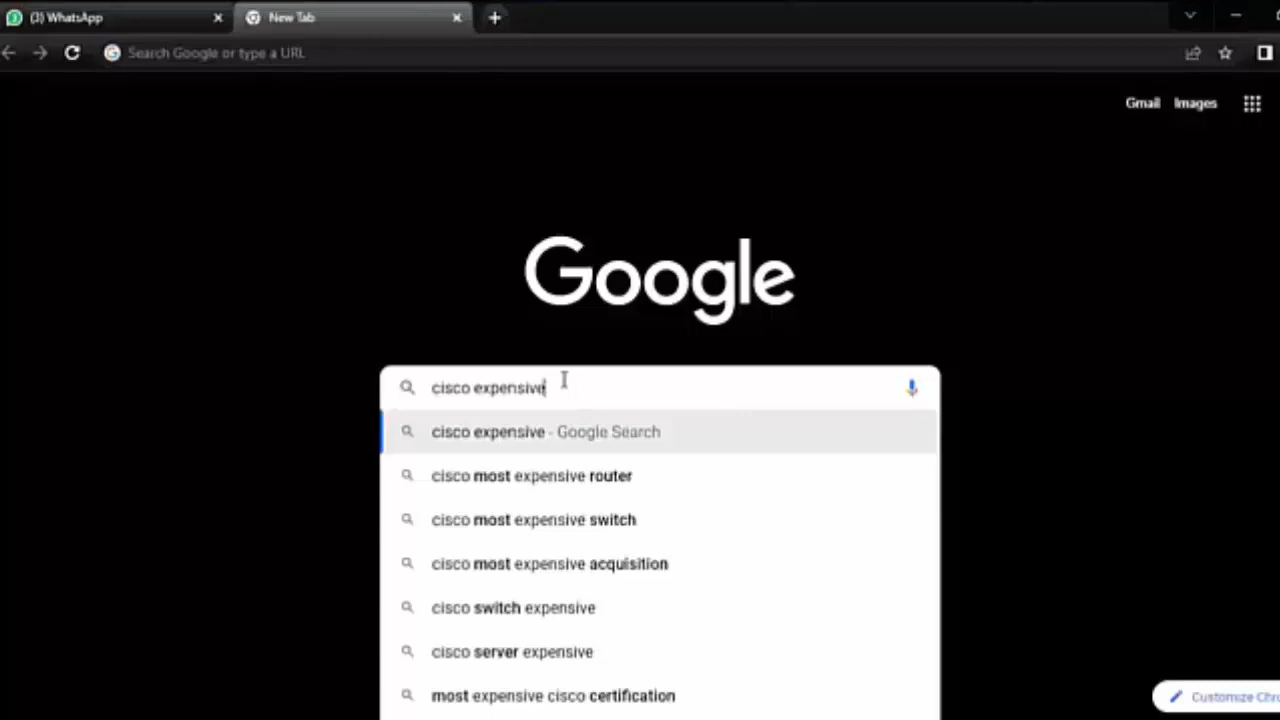 (3) WhatsApp
New Tab
Search Google or type a URL
Gmail Images
Google
cisco expensive
cisco expensive - Google Search
cisco most expensive router
cisco most expensive switch
cisco most expensive acquisition
cisco switch expensive
cisco server expensive
most expensive cisco certification
Customize Chro